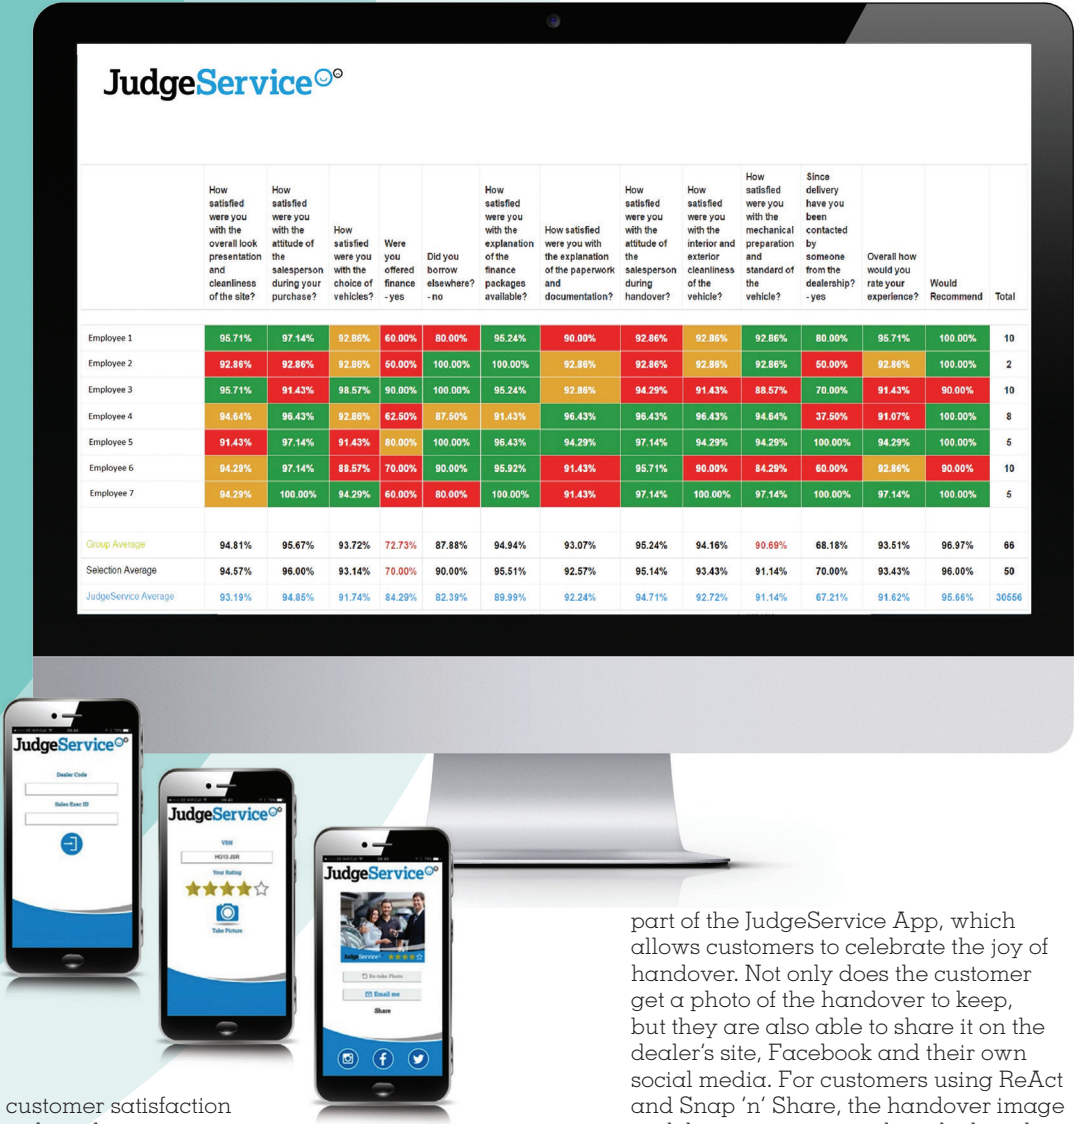 JudgeService
How satisfied were you with the overall look presentation and cleanliness of the site?
How satisfied were you with the attitude of the salesperson during your purchase?
How satisfied were you with the choice of vehicles?
Were you offered finance - yes
Did you borrow elsewhere? - no
How satisfied were you with the explanation of the finance packages available?
How satisfied were you with the explanation of the paperwork and documentation?
How satisfied were you with the attitude of the salesperson during handover?
How satisfied were you with the interior and exterior cleanliness of the vehicle?
How satisfied were you with the mechanical preparation and standard of the vehicle?
Since delivery have you been contacted by someone from the dealership? - yes
Overall how would you rate your experience?
Would Recommend
Total
Employee 1 95.71% 97.14% 92.86% 60.00% 80.00% 95.24% 90.00% 92.86% 92.86% 92.86% 80.00% 95.71% 100.00% 10
Employee 2 92.86% 92.86% 92.86% 50.00% 100.00% 100.00% 92.86% 92.86% 92.86% 92.86% 50.00% 92.86% 100.00% 2
Employee 3 95.71% 91.43% 98.57% 90.00% 100.00% 95.24% 92.86% 94.29% 91.43% 88.57% 70.00% 91.43% 90.00% 10
Employee 4 94.64% 96.43% 92.86% 62.50% 87.50% 91.43% 96.43% 96.43% 96.43% 94.64% 37.50% 91.07% 100.00% 8
Employee 5 91.43% 97.14% 91.43% 80.00% 100.00% 96.43% 94.29% 97.14% 94.29% 94.29% 100.00% 94.29% 100.00% 5
Employee 6 94.29% 97.14% 88.57% 70.00% 90.00% 95.92% 91.43% 95.71% 90.00% 84.29% 60.00% 92.86% 90.00% 10
Employee 7 94.29% 100.00% 94.29% 60.00% 80.00% 100.00% 91.43% 97.14% 100.00% 97.14% 100.00% 97.14% 100.00% 5
Group Average 94.81% 95.67% 93.72% 72.73% 87.88% 94.94% 93.07% 95.24% 94.16% 90.69% 68.18% 93.51% 96.97% 66
Selection Average 94.57% 96.00% 93.14% 70.00% 90.00% 95.51% 92.57% 95.14% 93.43% 91.14% 70.00% 93.43% 96.00% 50
JudgeService Average 93.19% 94.85% 91.74% 84.29% 82.39% 89.99% 92.24% 94.71% 92.72% 91.14% 67.21% 91.62% 95.66% 30556
JudgeService
Dealer Code
Sales Exec ID
JudgeService
VRN
HG13 JSR
Your Rating
Take Picture
JudgeService
JudgeService
Re-take Photo
Email me
Share
customer satisfaction
part of the JudgeService App, which
allows customers to celebrate the joy of
handover. Not only does the customer
get a photo of the handover to keep,
but they are also able to share it on the
dealer's site, Facebook and their own
social media. For customers using ReAct
and Snap 'n' Share, the handover image